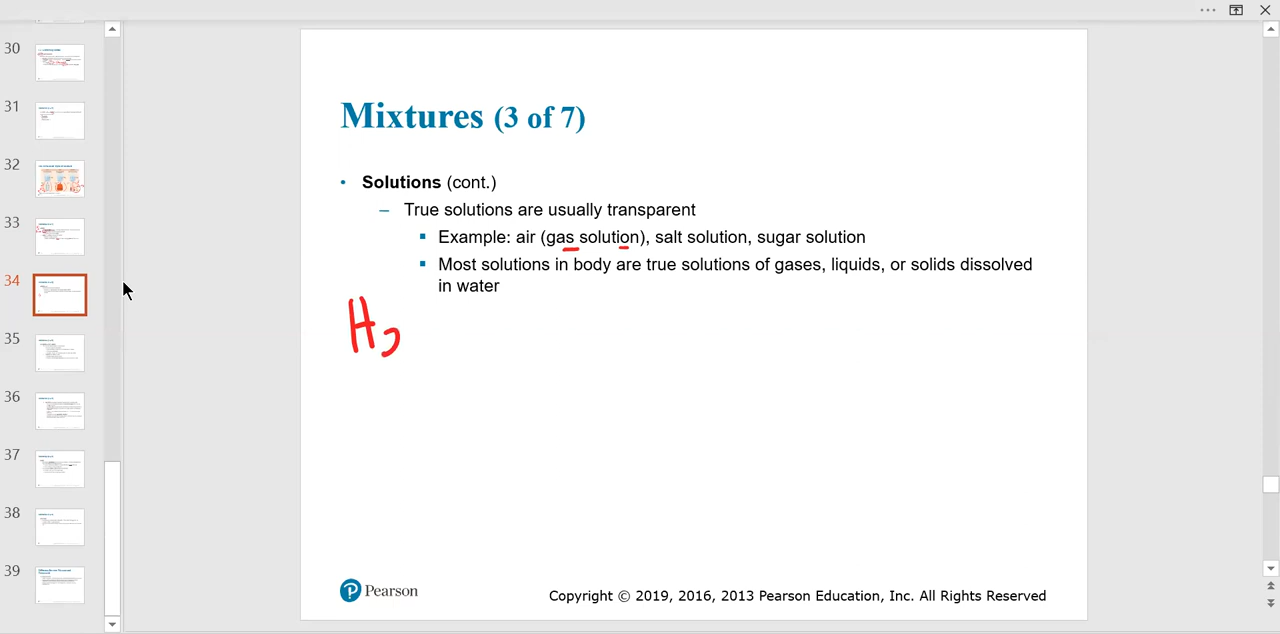 30
31
32
33
34
35
36
37
38
39
Mixtures (3 of 7)
• Solutions (cont.)
– True solutions are usually transparent
▪ Example: air (gas solution), salt solution, sugar solution
▪ Most solutions in body are true solutions of gases, liquids, or solids dissolved
in water
H
Pearson
Copyright © 2019, 2016, 2013 Pearson Education, Inc. All Rights Reserved